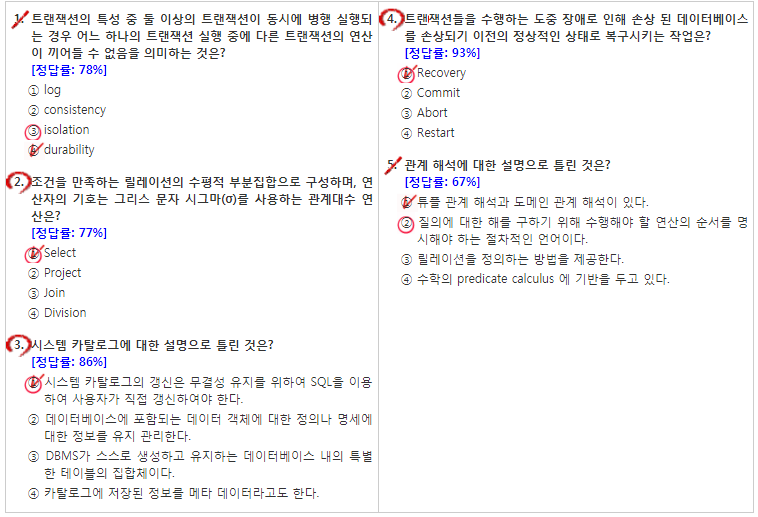 1. 트랜잭션의 특성 중 둘 이상의 트랜잭션이 동시에 병행 실행되
는 경우 어느 하나의 트랜잭션 실행 중에 다른 트랜잭션의 연산
이 끼어들 수 없음을 의미하는 것은?
[정답률: 78%]
① log
② consistency
③ isolation
④ durability
2. 조건을 만족하는 릴레이션의 수평적 부분집합으로 구성하며, 연
산자의 기호는 그리스 문자 시그마(σ)를 사용하는 관계대수 연
산은?
[정답률: 77%]
① Select
② Project
③ Join
④ Division
3. 시스템 카탈로그에 대한 설명으로 틀린 것은?
[정답률: 86%]
① 시스템 카탈로그의 갱신은 무결성 유지를 위하여 SQL을 이용
하여 사용자가 직접 갱신하여야 한다.
② 데이터베이스에 포함되는 데이터 객체에 대한 정의나 명세에
대한 정보를 유지 관리한다.
③ DBMS가 스스로 생성하고 유지하는 데이터베이스 내의 특별
한 테이블의 집합체이다.
④ 카탈로그에 저장된 정보를 메타 데이터라고도 한다.
4. 트랜잭션들을 수행하는 도중 장애로 인해 손상 된 데이터베이스
를 손상되기 이전의 정상적인 상태로 복구시키는 작업은?
[정답률: 93%]
① Recovery
② Commit
③ Abort
④ Restart
5. 관계 해석에 대한 설명으로 틀린 것은?
[정답률: 67%]
① 튜플 관계 해석과 도메인 관계 해석이 있다.
② 질의에 대한 해를 구하기 위해 수행해야 할 연산의 순서를 명
시해야 하는 절차적인 언어이다.
③ 릴레이션을 정의하는 방법을 제공한다.
④ 수학의 predicate calculus 에 기반을 두고 있다.